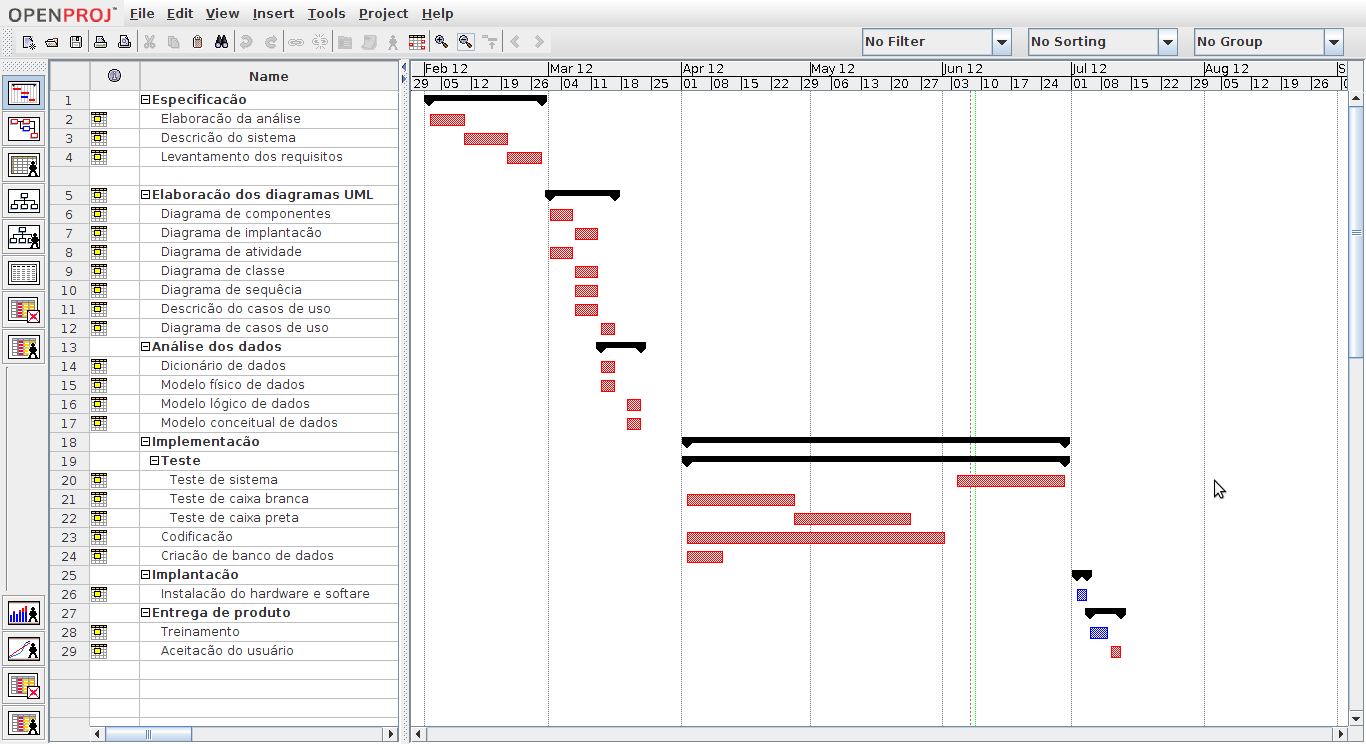 OPENPROJ™ File Edit View Insert Tools Project Help
No Filter No Sorting No Group
Name
Feb 12 Mar 12 Apr 12 May 12 Jun 12 Jul 12 Aug 12 S
29 05 12 19 26 04 11 18 25 01 08 15 22 29 06 13 20 27 03 10 17 24 01 08 15 22 29 05 12 19 26
1 Especificacão
2 Elaboracão da análise
3 Descricão do sistema
4 Levantamento dos requisitos
5 Elaboracão dos diagramas UML
6 Diagrama de componentes
7 Diagrama de implantacão
8 Diagrama de atividade
9 Diagrama de classe
10 Diagrama de sequêcia
11 Descricão do casos de uso
12 Diagrama de casos de uso
13 Análise dos dados
14 Dicionário de dados
15 Modelo físico de dados
16 Modelo lógico de dados
17 Modelo conceitual de dados
18 Implementacão
19 Teste
20 Teste de sistema
21 Teste de caixa branca
22 Teste de caixa preta
23 Codificacão
24 Criacão de banco de dados
25 Implantacão
26 Instalacão do hardware e softare
27 Entrega de produto
28 Treinamento
29 Aceitacão do usuário